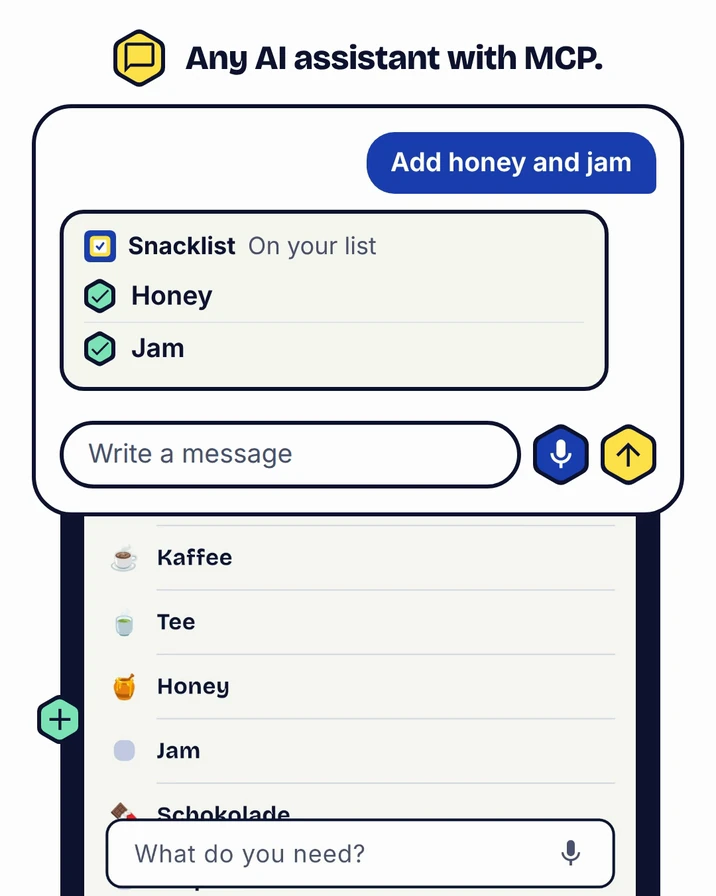 Any AI assistant with MCP.
Add honey and jam
Snacklist On your list
Honey
Jam
Write a message
Kaffee
Tee
Honey
Jam
Schokolade
What do you need?